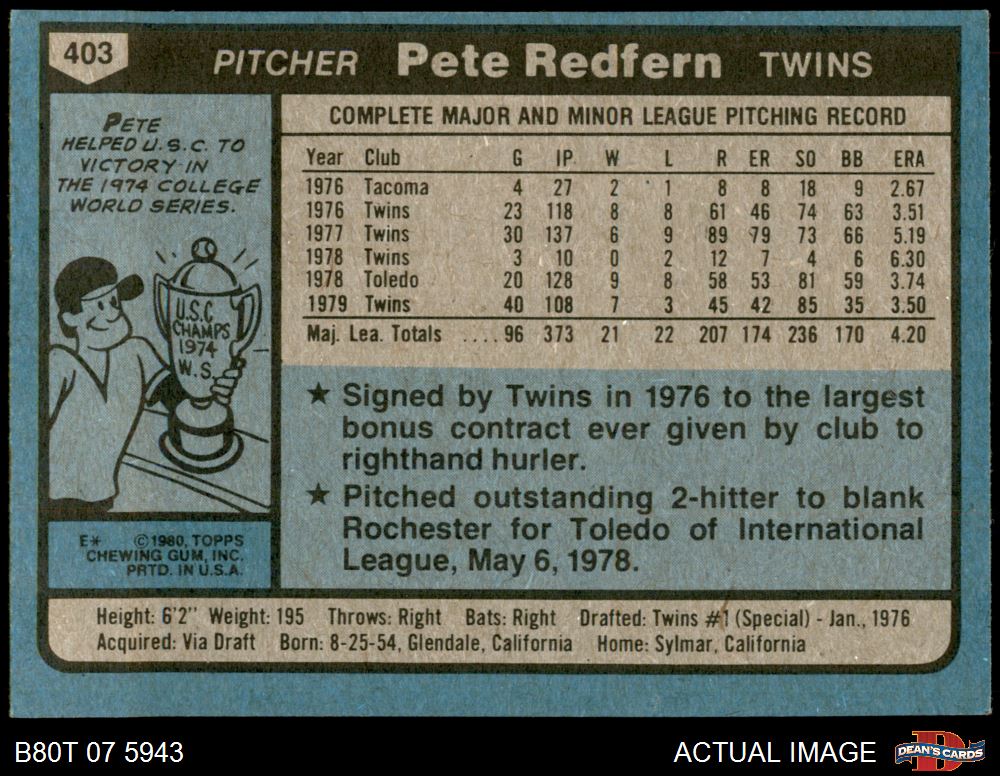 403 PITCHER Pete Redfern TWINS
PETE
HELPED U.S.C. TO
VICTORY IN
THE 1974 COLLEGE
WORLD SERIES.
U.S.C
CHAMPS
1974
W.S.
E* ©1980, TOPPS
CHEWING GUM, INC.
PRTD. IN U.S.A.
COMPLETE MAJOR AND MINOR LEAGUE PITCHING RECORD
Year Club G IP W L R ER SO BB ERA
1976 Tacoma 4 27 2 1 8 8 18 9 2.67
1976 Twins 23 118 8 8 61 46 74 63 3.51
1977 Twins 30 137 6 9 89 79 73 66 5.19
1978 Twins 3 10 0 2 12 7 4 6 6.30
1978 Toledo 20 128 9 8 58 53 81 59 3.74
1979 Twins 40 108 7 3 45 42 85 35 3.50
Maj. Lea. Totals ....96 373 21 22 207 174 236 170 4.20
★ Signed by Twins in 1976 to the largest
bonus contract ever given by club to
righthand hurler.
★ Pitched outstanding 2-hitter to blank
Rochester for Toledo of International
League, May 6, 1978.
Height: 6'2" Weight: 195 Throws: Right Bats: Right Drafted: Twins #1 (Special) - Jan., 1976
Acquired: Via Draft Born: 8-25-54, Glendale, California Home: Sylmar, California
B80T 07 5943 ACTUAL IMAGE DEAN'S CARDS